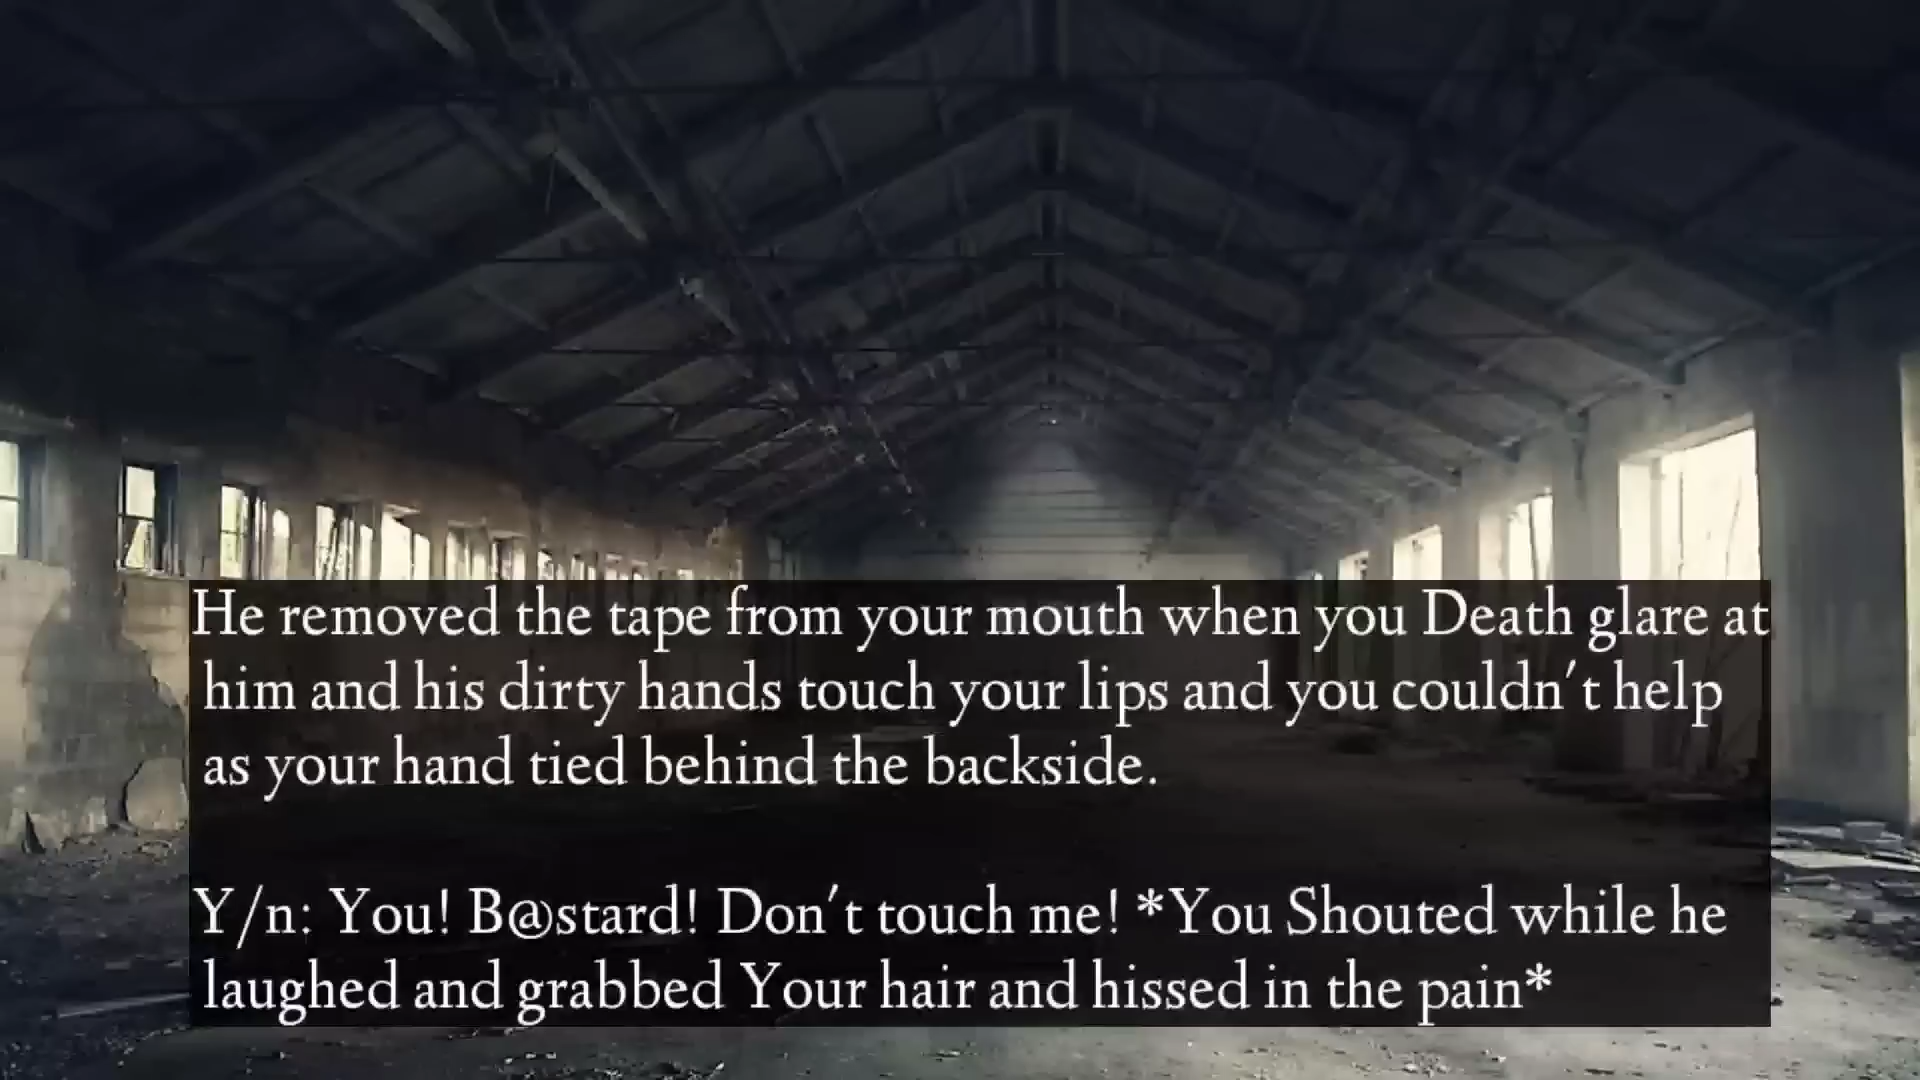 He removed the tape from your mouth when you Death glare at
him and his dirty hands touch your lips and you couldn't help
as your hand tied behind the backside.
Y/n: You! B@stard! Don't touch me! *You Shouted while he
laughed and grabbed Your hair and hissed in the pain*